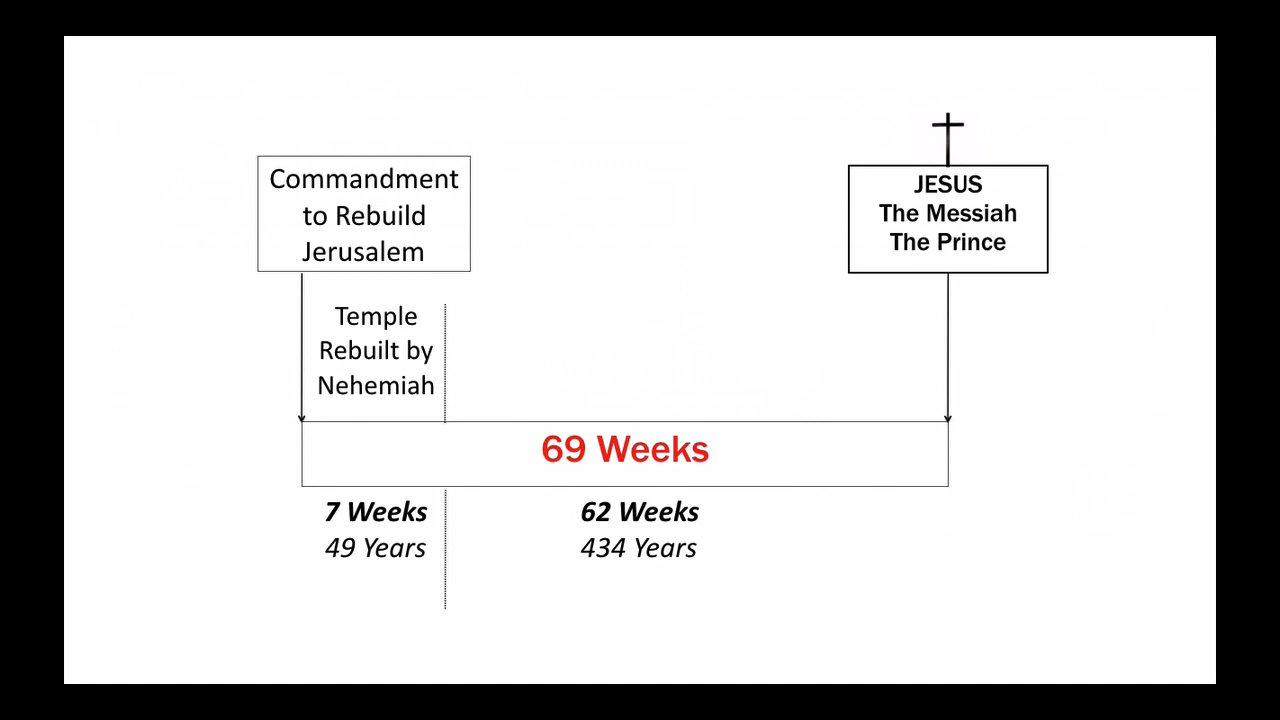 Commandment
to Rebuild
Jerusalem
JESUS
The Messiah
The Prince
Temple
Rebuilt by
Nehemiah
69 Weeks
7 Weeks
49 Years
62 Weeks
434 Years